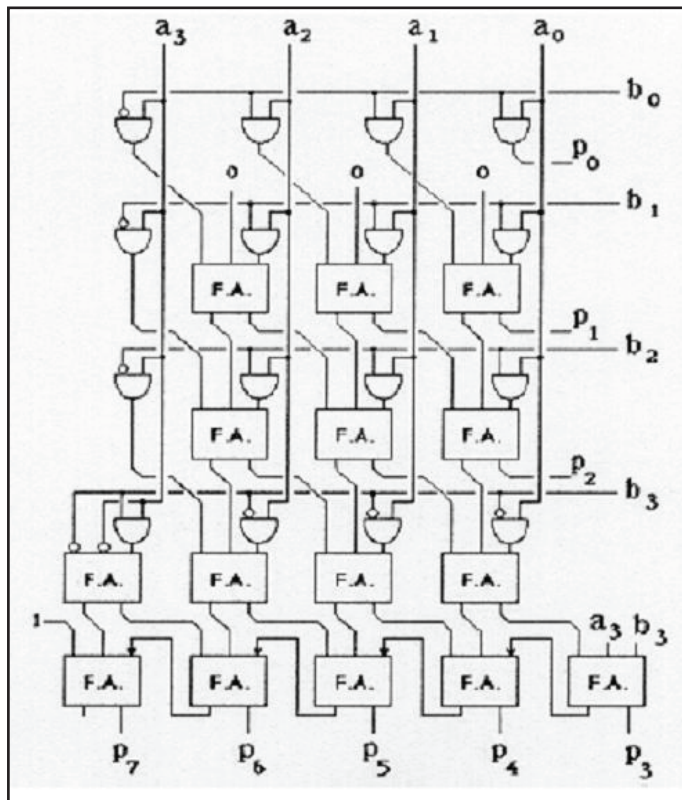 a3 a2 a1 a0
b0
p0
0 0 0
b1
F.A. F.A. F.A.
p1
b2
F.A. F.A. F.A.
p2
b3
F.A. F.A. F.A. F.A.
1 a3 b3
F.A. F.A. F.A. F.A. F.A.
p7 p6 p5 p4 p3